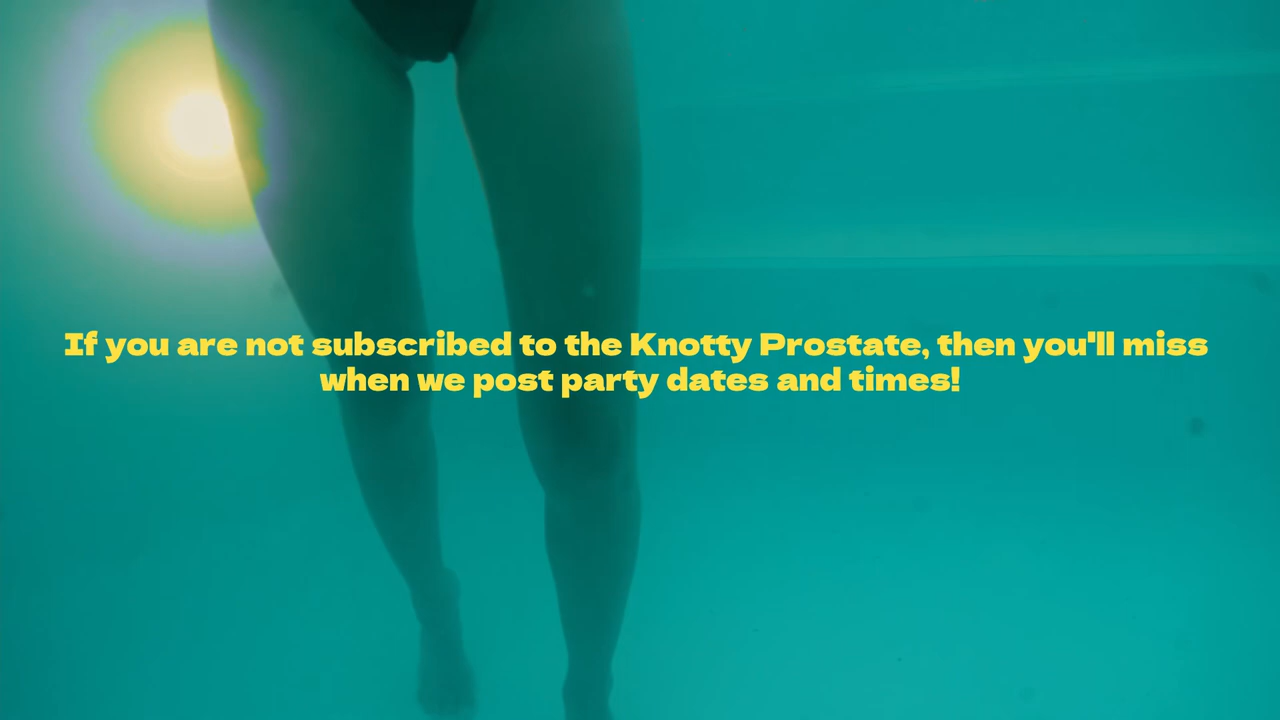 If you are not subscribed to the Knotty Prostate, then you'll miss
when we post party dates and times!